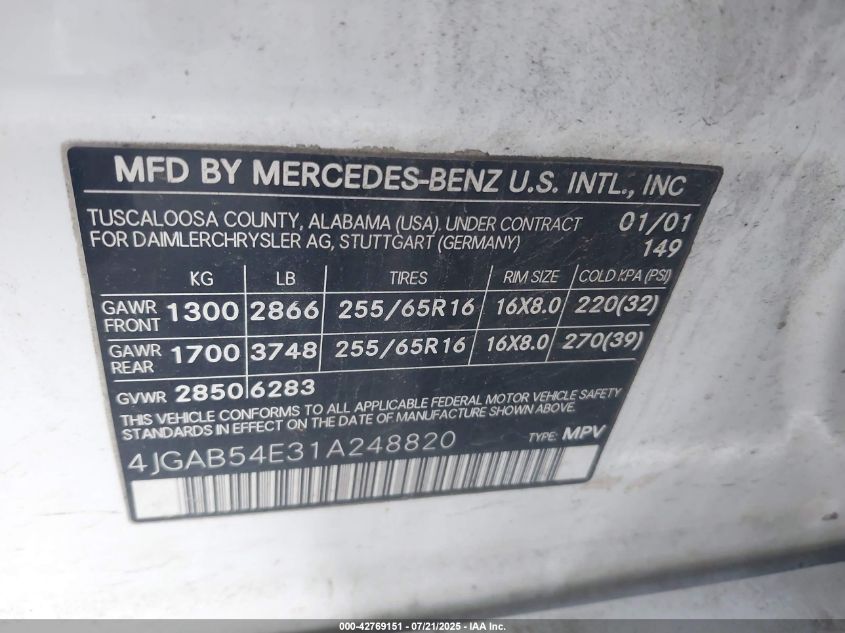 MFD BY MERCEDES-BENZ U.S. INTL., INC
TUSCALOOSA COUNTY, ALABAMA (USA). UNDER CONTRACT 01/01
FOR DAIMLERCHRYSLER AG, STUTTGART (GERMANY) 149
KG LB TIRES RIM SIZE COLD KPA (PSI)
GAWR FRONT 1300 2866 255/65R16 16X8.0 220(32)
GAWR REAR 1700 3748 255/65R16 16X8.0 270(39)
GVWR 2850 6283
THIS VEHICLE CONFORMS TO ALL APPLICABLE FEDERAL MOTOR VEHICLE SAFETY
STANDARDS IN EFFECT ON THE DATE OF MANUFACTURE SHOWN ABOVE.
4JGAB54E31A248820 TYPE: MPV
000-42769151 - 07/21/2025 - IAA Inc.